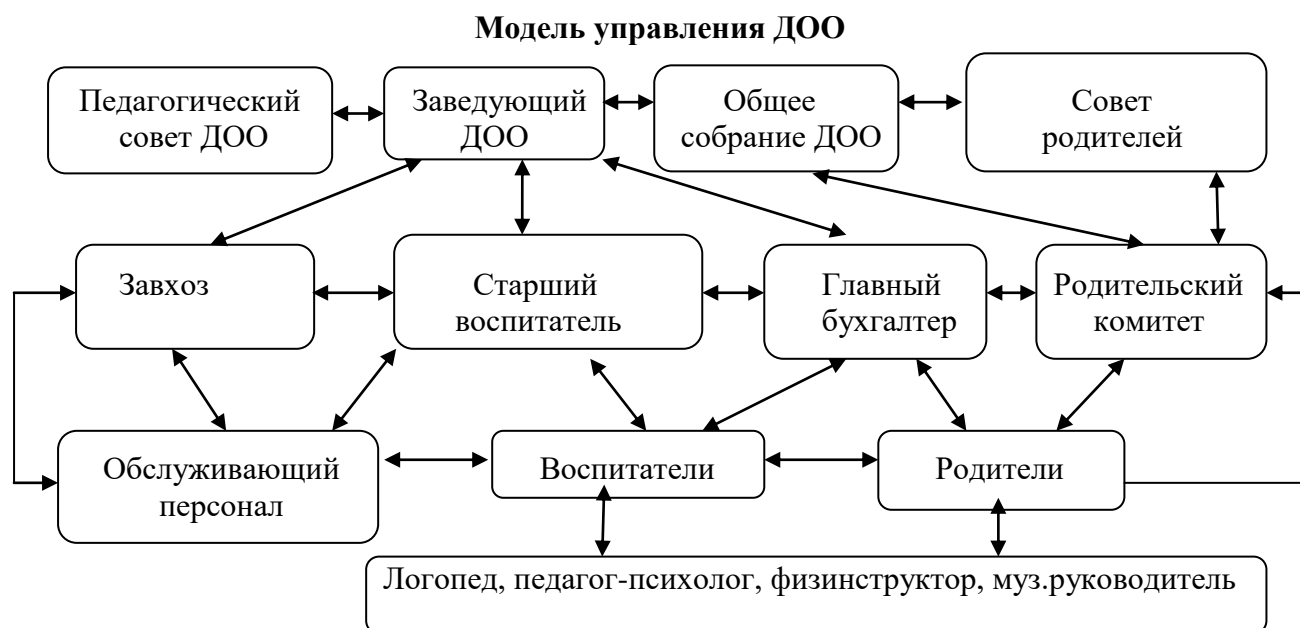 Модель управления ДОО
Педагогический
совет ДОО
Заведующий
ДОО
Общее
собрание ДОО
Совет
родителей
Завхоз
Старший
воспитатель
Главный
бухгалтер
Родительский
комитет
Обслуживающий
персонал
Воспитатели
Родители
Логопед, педагог-психолог, физинструктор, муз.руководитель